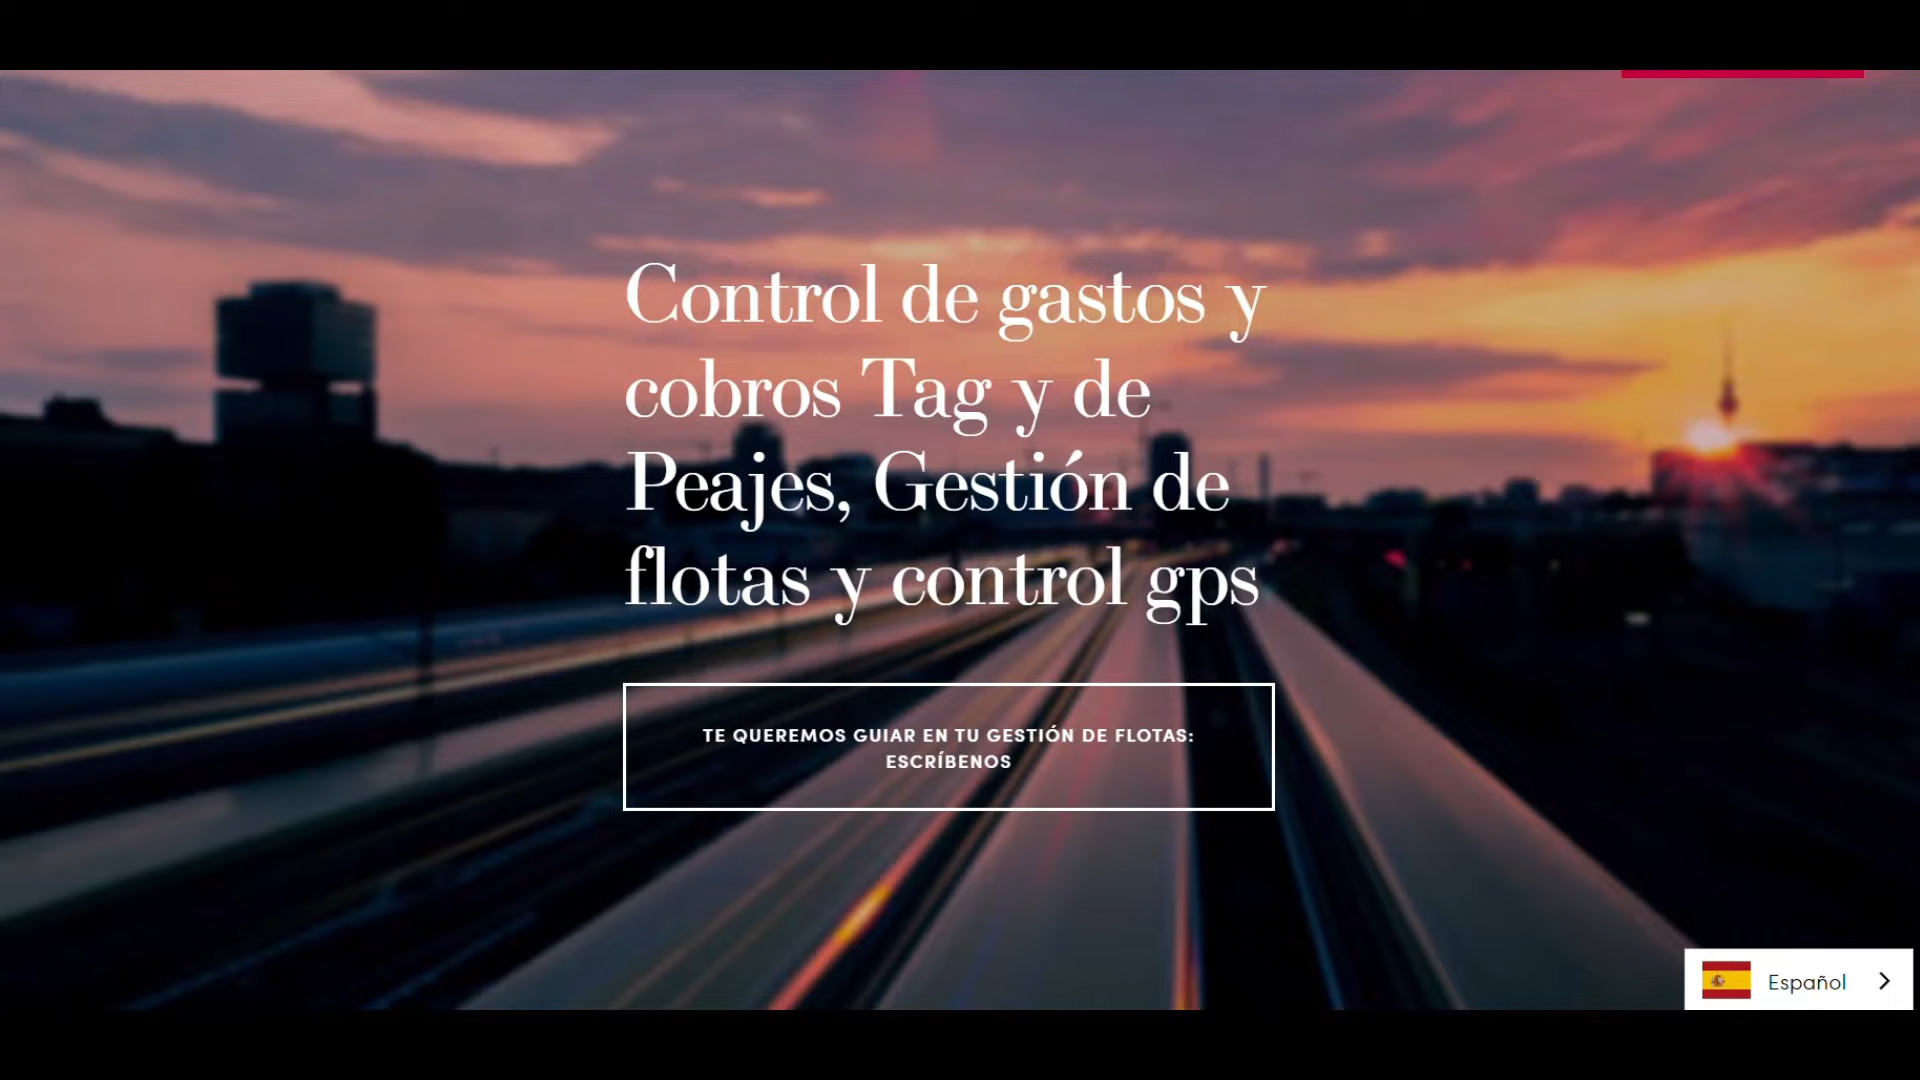 Control de gastos y
cobros Tag y de
Peajes, Gestión de
flotas y control gps
TE QUEREMOS GUIAR EN TU GESTIÓN DE FLOTAS:
ESCRÍBENOS
Español